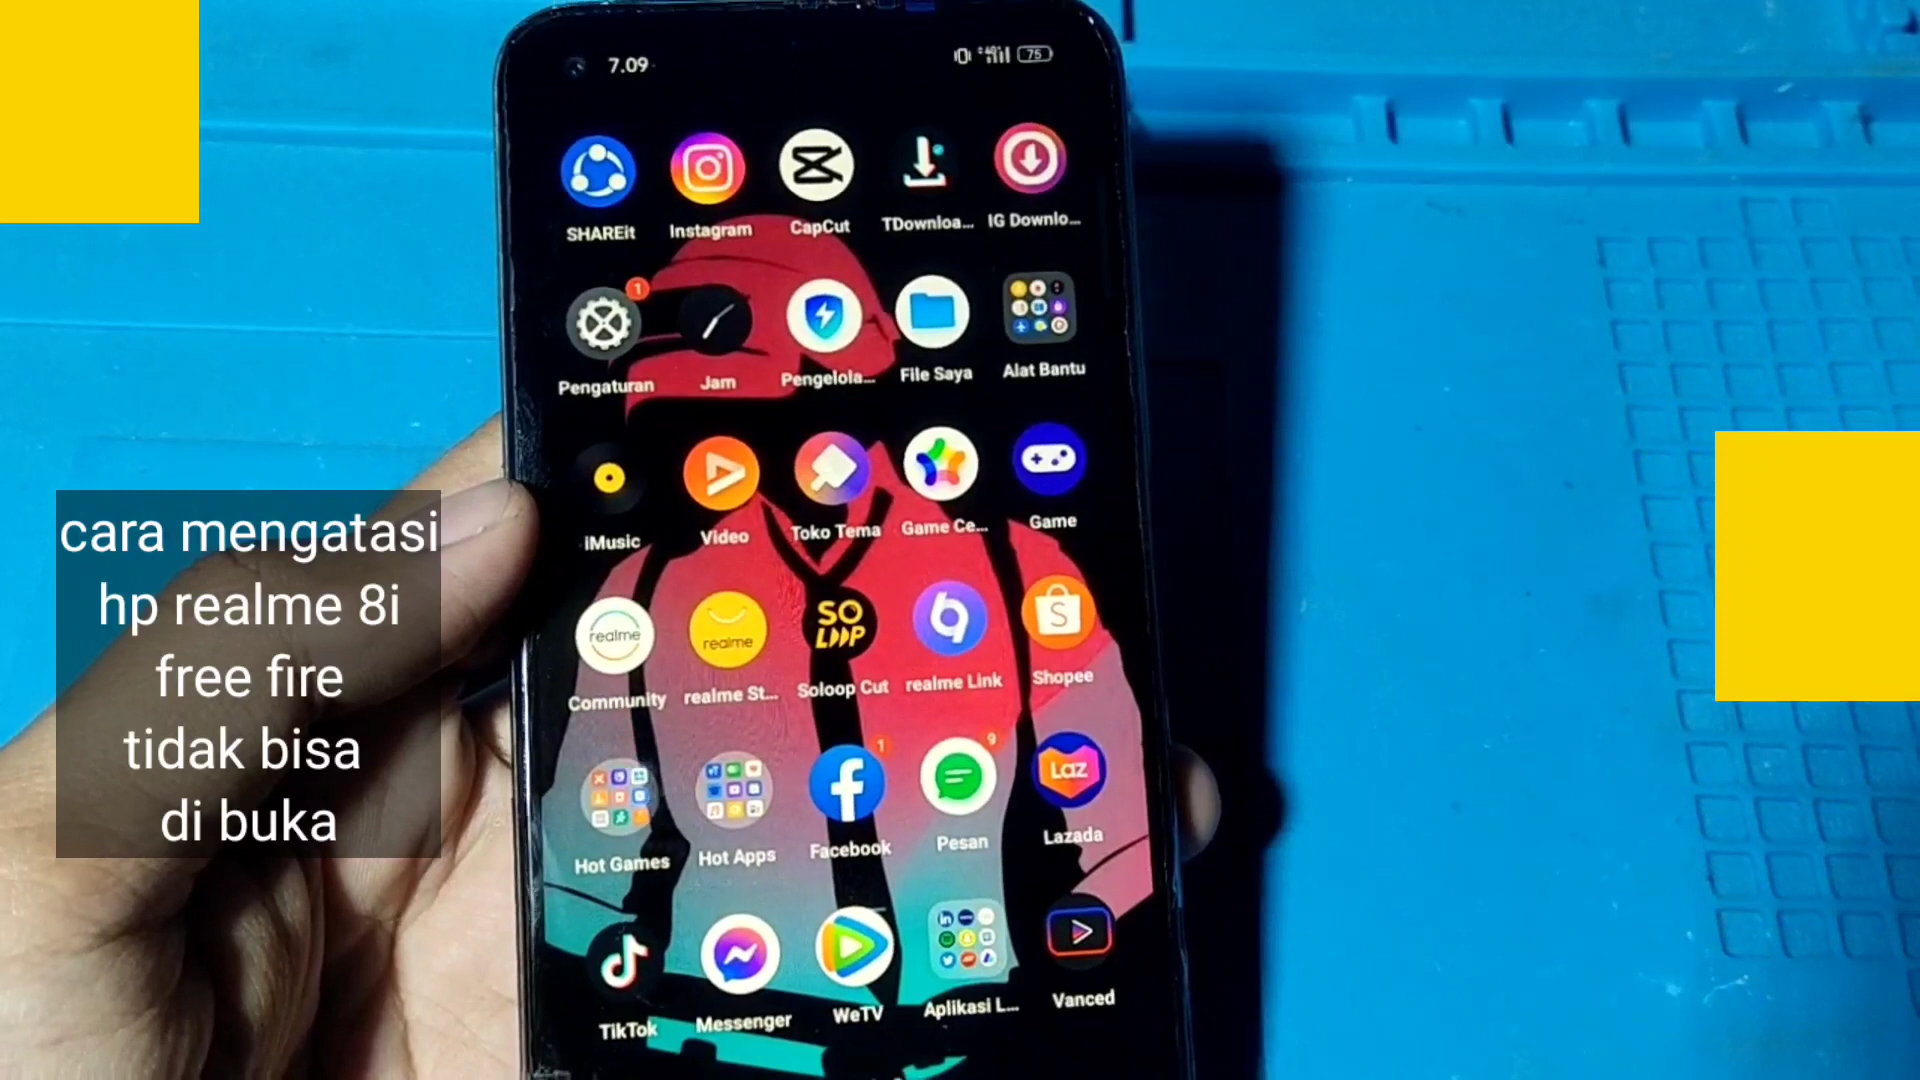 7.09
75
SHAREit
Instagram
CapCut
TDownloa...
IG Downlo...
1
Pengaturan
Jam
Pengelola...
File Saya
Alat Bantu
iMusic
Video
Toko Tema
Game Ce...
Game
realme
realme
SO
LOOP
S
Community
realme St...
Soloop Cut
realme Link
Shopee
1
9
Laz
Hot Games
Hot Apps
Facebook
Pesan
Lazada
TikTok
Messenger
WeTV
Aplikasi L...
Vanced
cara mengatasi
hp realme 8i
free fire
tidak bisa
di buka